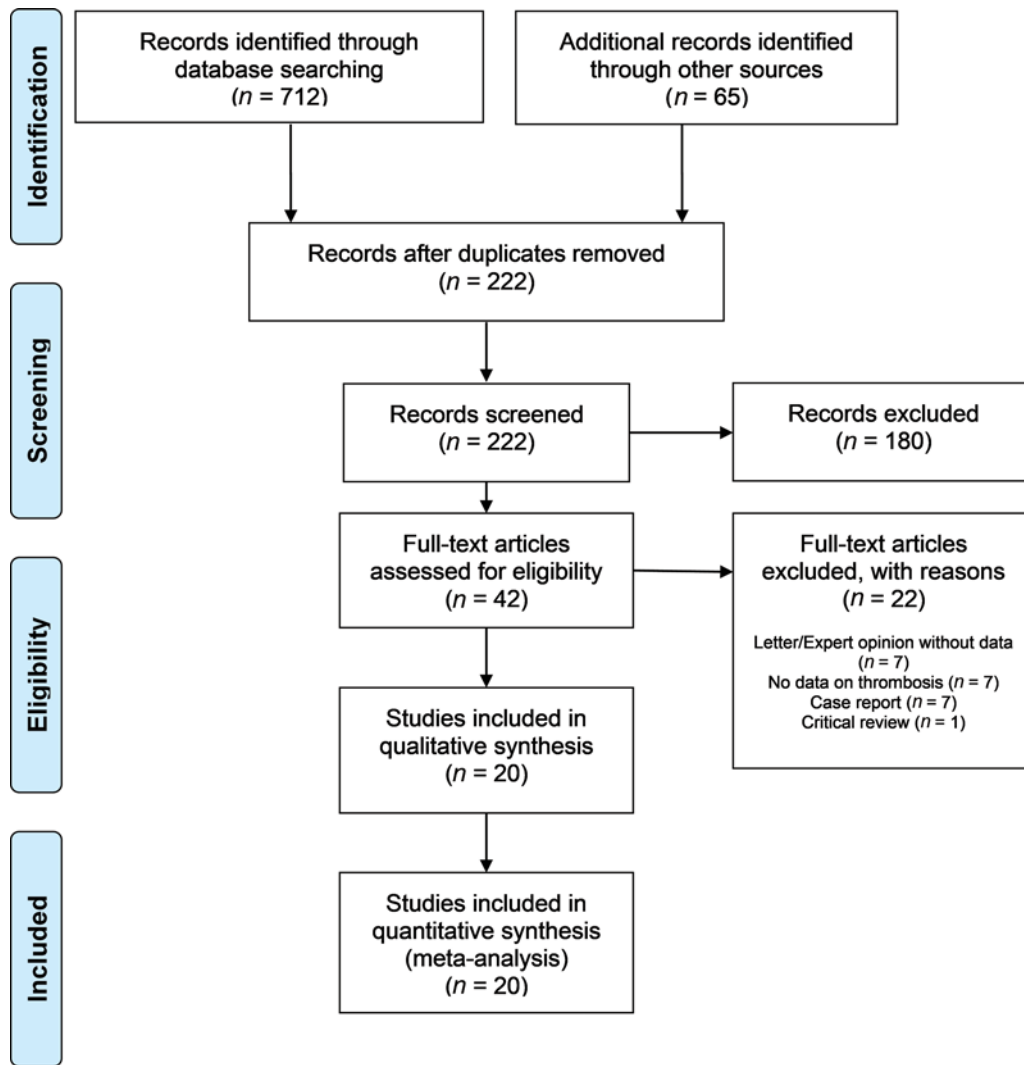 Identification
Records identified through
database searching
(n = 712)
Additional records identified
through other sources
(n = 65)
Records after duplicates removed
(n = 222)
Screening
Records screened
(n = 222)
Records excluded
(n = 180)
Eligibility
Full-text articles
assessed for eligibility
(n = 42)
Full-text articles
excluded, with reasons
(n = 22)
Letter/Expert opinion without data
(n = 7)
No data on thrombosis (n = 7)
Case report (n = 7)
Critical review (n = 1)
Studies included in
qualitative synthesis
(n = 20)
Included
Studies included in
quantitative synthesis
(meta-analysis)
(n = 20)